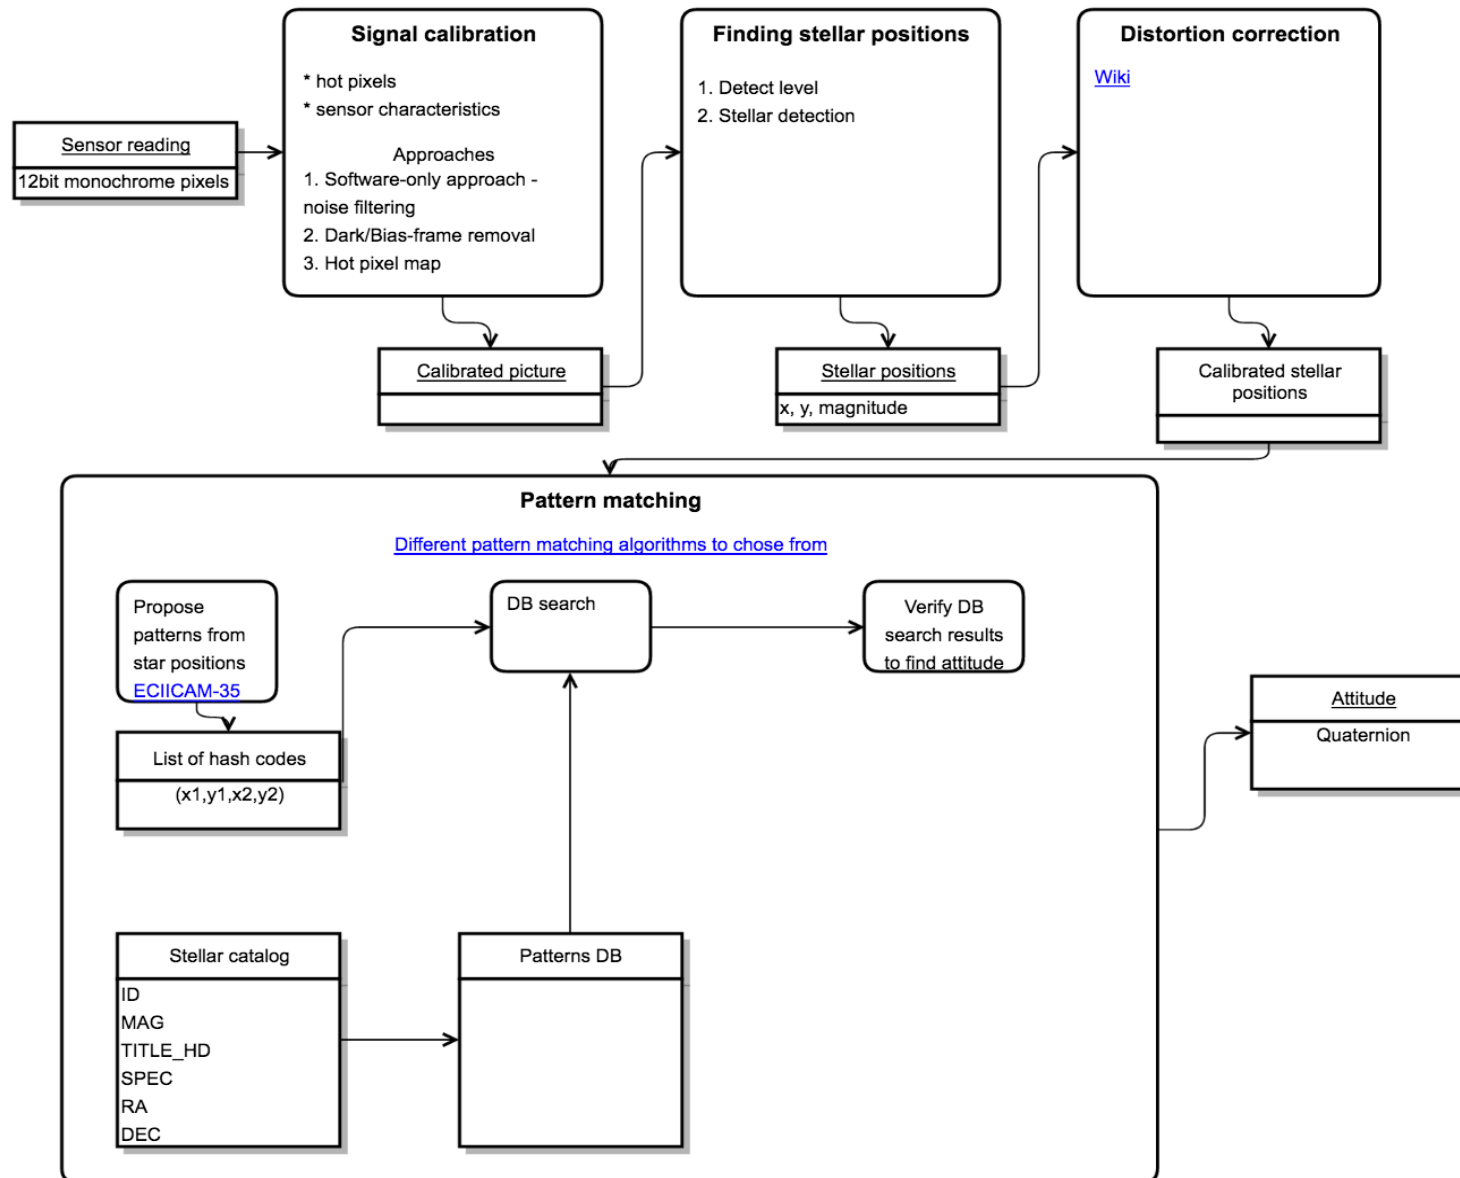 Signal calibration
* hot pixels
* sensor characteristics
Approaches
1. Software-only approach -
noise filtering
2. Dark/Bias-frame removal
3. Hot pixel map
Finding stellar positions
1. Detect level
2. Stellar detection
Distortion correction
Wiki
Sensor reading
12bit monochrome pixels
Calibrated picture
Stellar positions
x, y, magnitude
Calibrated stellar
positions
Pattern matching
Different pattern matching algorithms to chose from
Propose
patterns from
star positions
ECIICAM-35
DB search
Verify DB
search results
to find attitude
List of hash codes
(x1,y1,x2,y2)
Attitude
Quaternion
Stellar catalog
ID
MAG
TITLE_HD
SPEC
RA
DEC
Patterns DB